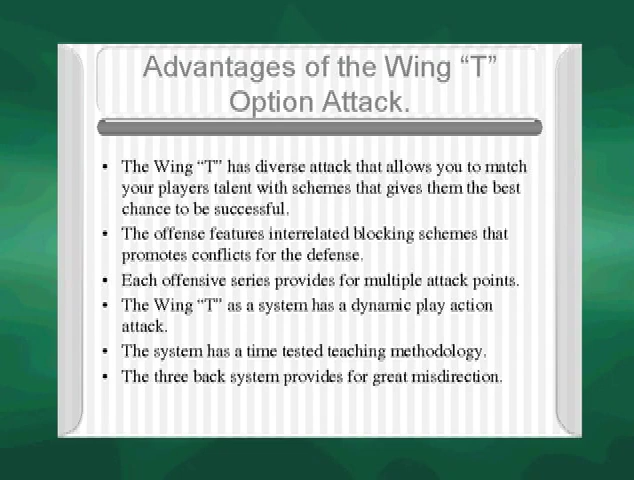 Advantages of the Wing “T”
Option Attack.
• The Wing “T” has diverse attack that allows you to match
your players talent with schemes that gives them the best
chance to be successful.
• The offense features interrelated blocking schemes that
promotes conflicts for the defense.
• Each offensive series provides for multiple attack points.
• The Wing “T” as a system has a dynamic play action
attack.
• The system has a time tested teaching methodology.
• The three back system provides for great misdirection.